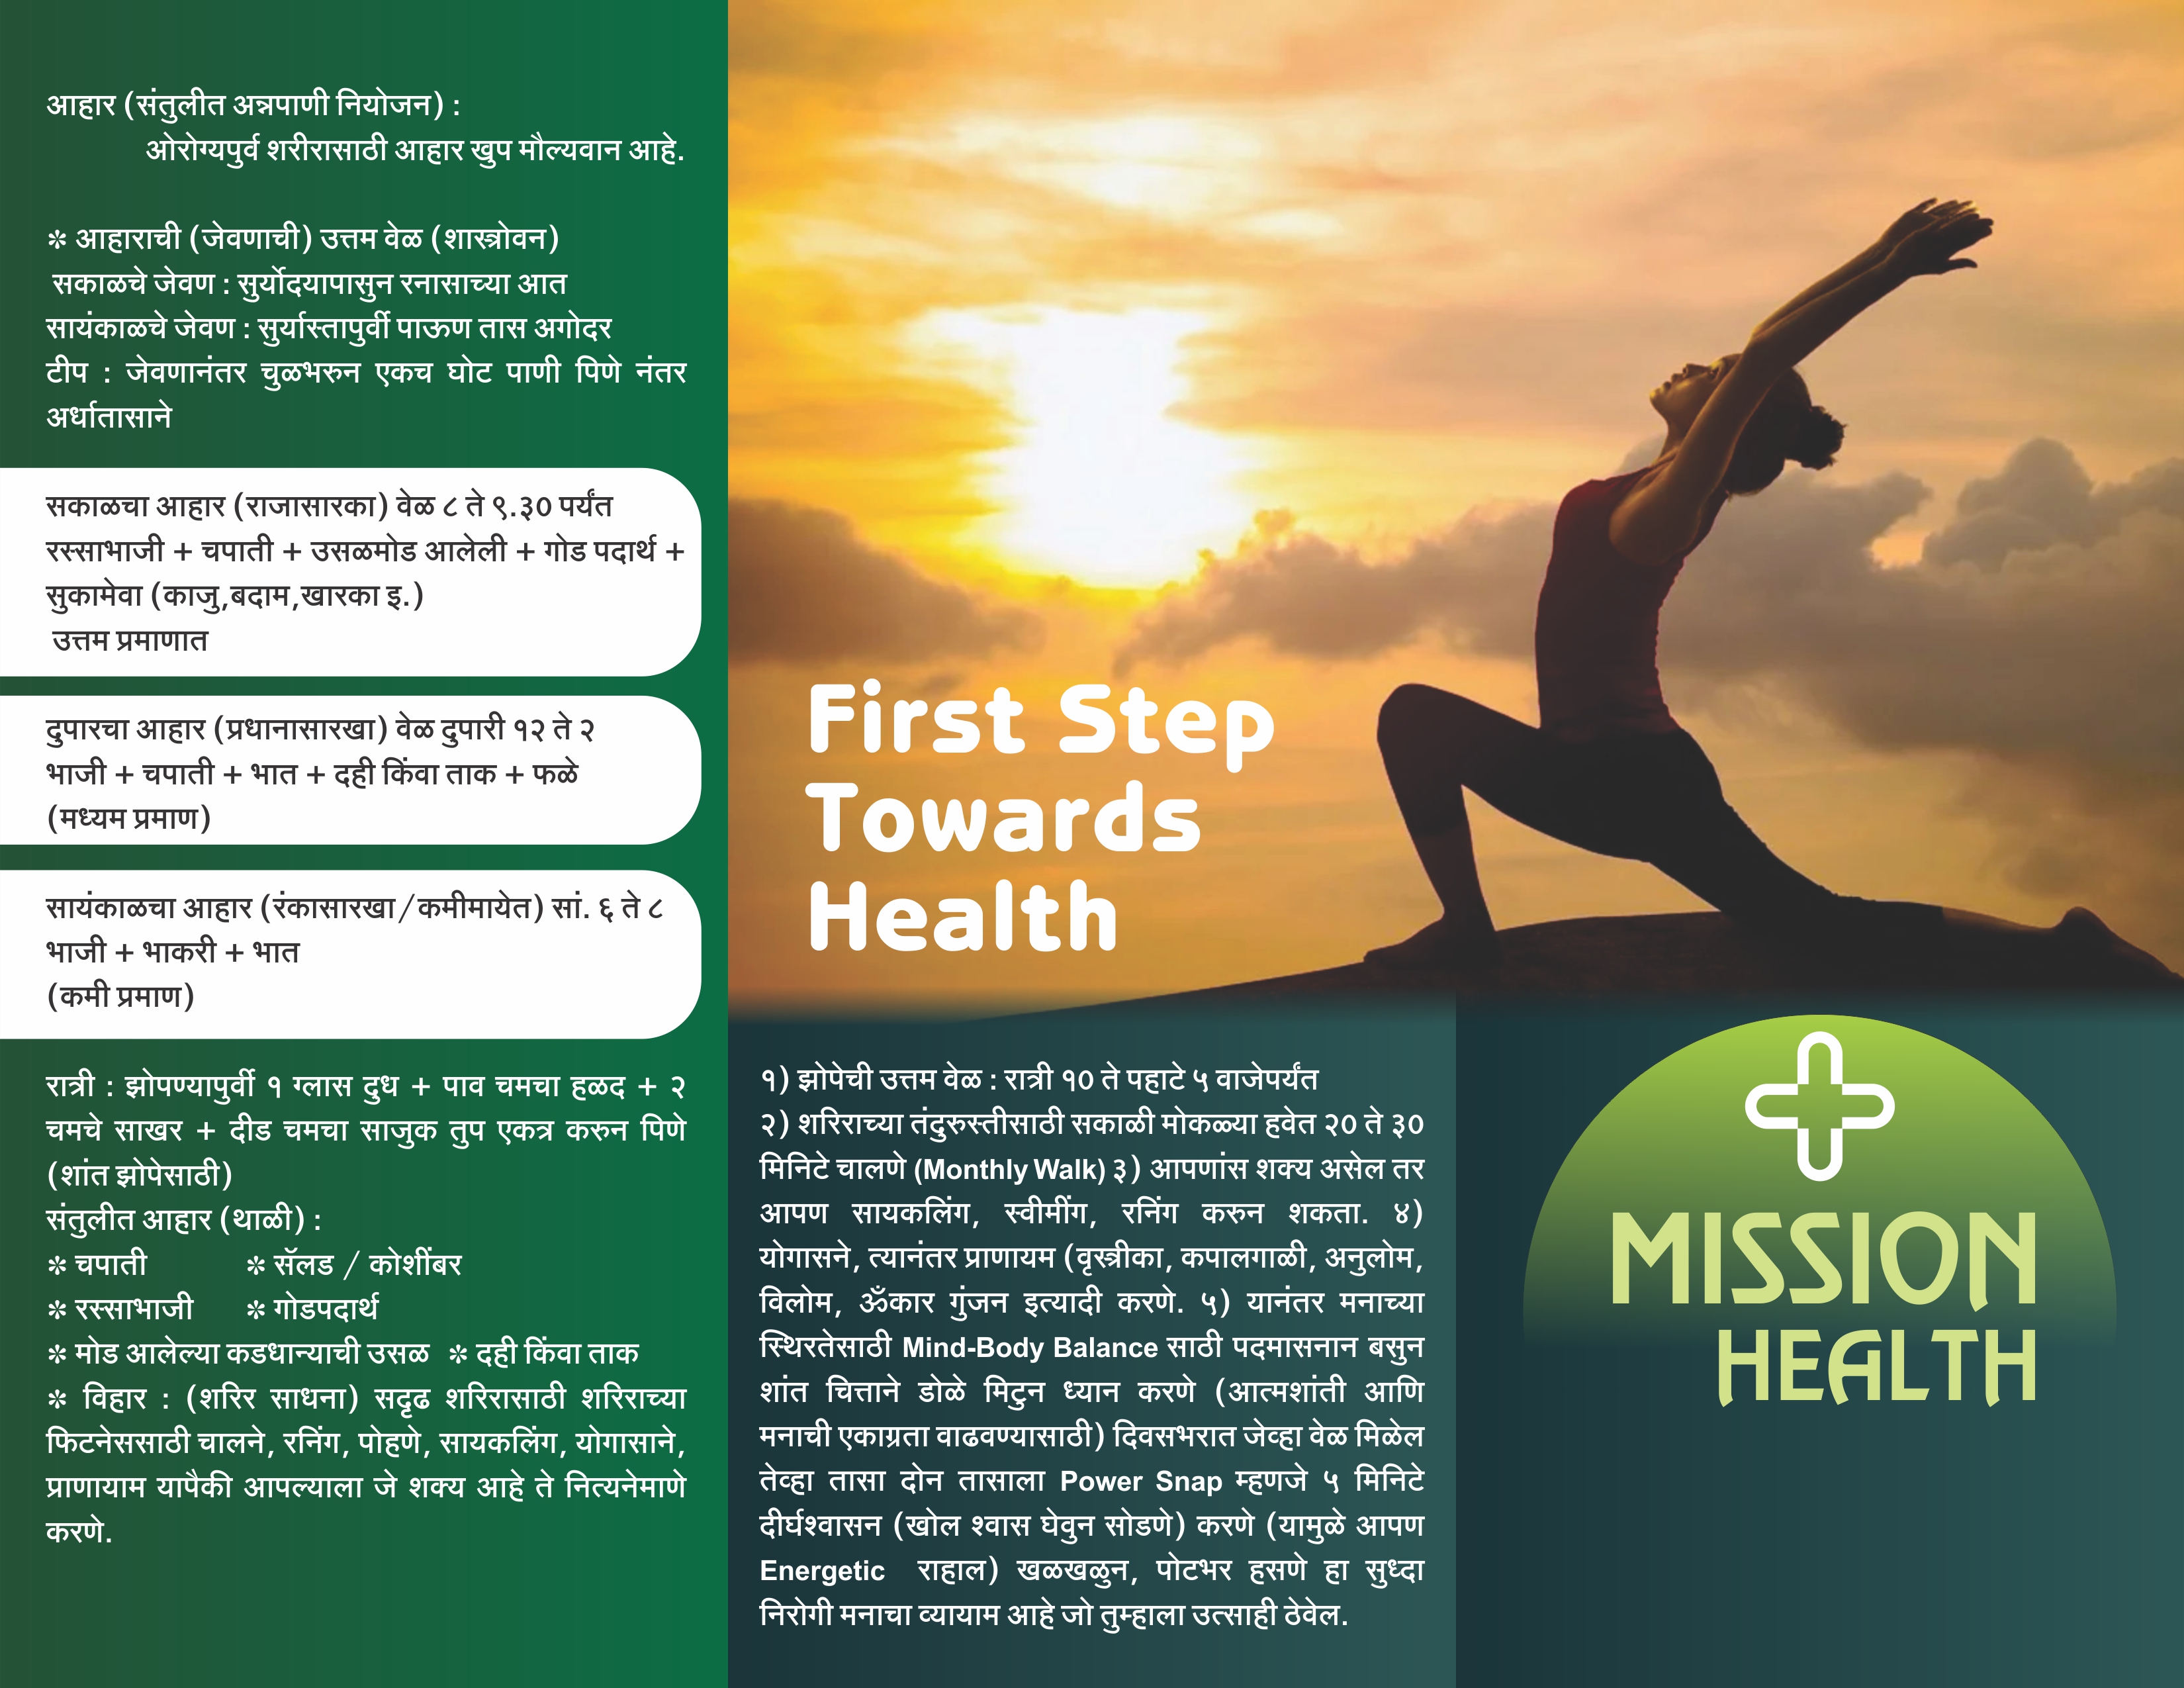 आहार (संतुलीत अन्नपाणी नियोजन) :
ओरोग्यपुर्व शरीरासाठी आहार खुप मौल्यवान आहे.
✽ आहाराची (जेवणाची) उत्तम वेळ (शास्त्रोवन)
सकाळचे जेवण : सुर्योदयापासुन रनासाच्या आत
सायंकाळचे जेवण : सुर्यास्तापुर्वी पाऊण तास अगोदर
टीप : जेवणानंतर चुळभरुन एकच घोट पाणी पिणे नंतर
अर्धातासाने
सकाळचा आहार (राजासारका) वेळ ८ ते ९.३० पर्यंत
रस्साभाजी + चपाती + उसळमोड आलेली + गोड पदार्थ +
सुकामेवा (काजु,बदाम,खारका इ.)
उत्तम प्रमाणात
दुपारचा आहार (प्रधानासारखा) वेळ दुपारी १२ ते २
भाजी + चपाती + भात + दही किंवा ताक + फळे
(मध्यम प्रमाण)
सायंकाळचा आहार (रंकासारखा/कमीमायेत) सां. ६ ते ८
भाजी + भाकरी + भात
(कमी प्रमाण)
रात्री : झोपण्यापुर्वी १ ग्लास दुध + पाव चमचा हळद + २
चमचे साखर + दीड चमचा साजुक तुप एकत्र करुन पिणे
(शांत झोपेसाठी)
संतुलीत आहार (थाळी) :
✽ चपाती ✽ सॅलड / कोशींबर
✽ रस्साभाजी ✽ गोडपदार्थ
✽ मोड आलेल्या कडधान्याची उसळ ✽ दही किंवा ताक
✽ विहार : (शरिर साधना) सदृढ शरिरासाठी शरिराच्या
फिटनेससाठी चालने, रनिंग, पोहणे, सायकलिंग, योगासाने,
प्राणायाम यापैकी आपल्याला जे शक्य आहे ते नित्यनेमाणे
करणे.
First Step
Towards
Health
१) झोपेची उत्तम वेळ : रात्री १० ते पहाटे ५ वाजेपर्यंत
२) शरिराच्या तंदुरुस्तीसाठी सकाळी मोकळ्या हवेत २० ते ३०
मिनिटे चालणे (Monthly Walk) ३) आपणांस शक्य असेल तर
आपण सायकलिंग, स्वीमींग, रनिंग करुन शकता. ४)
योगासने, त्यानंतर प्राणायम (वृस्त्रीका, कपालगाळी, अनुलोम,
विलोम, ॐकार गुंजन इत्यादी करणे. ५) यानंतर मनाच्या
स्थिरतेसाठी Mind-Body Balance साठी पदमासनान बसुन
शांत चित्ताने डोळे मिटुन ध्यान करणे (आत्मशांती आणि
मनाची एकाग्रता वाढवण्यासाठी) दिवसभरात जेव्हा वेळ मिळेल
तेव्हा तासा दोन तासाला Power Snap म्हणजे ५ मिनिटे
दीर्घश्वासन (खोल श्वास घेवुन सोडणे) करणे (यामुळे आपण
Energetic राहाल) खळखळुन, पोटभर हसणे हा सुध्दा
निरोगी मनाचा व्यायाम आहे जो तुम्हाला उत्साही ठेवेल.
MISSION
HEALTH